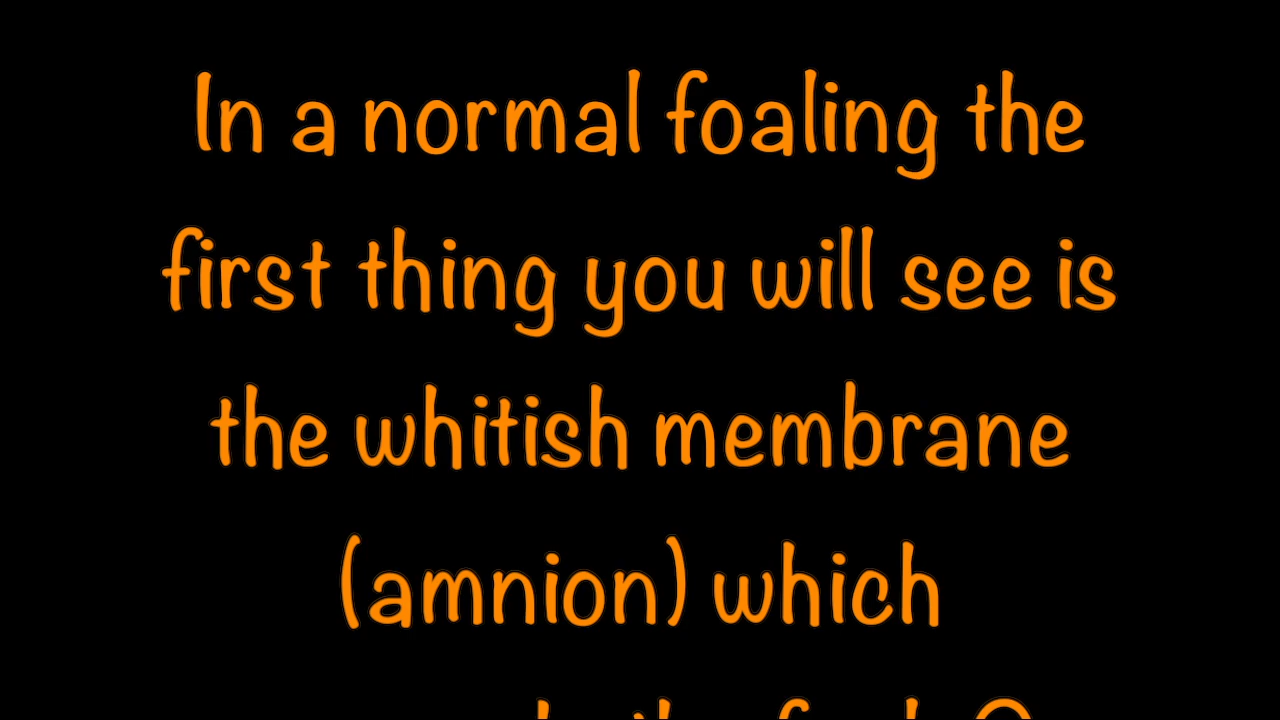 In a normal foaling the
first thing you will see is
the whitish membrane
(amnion) which